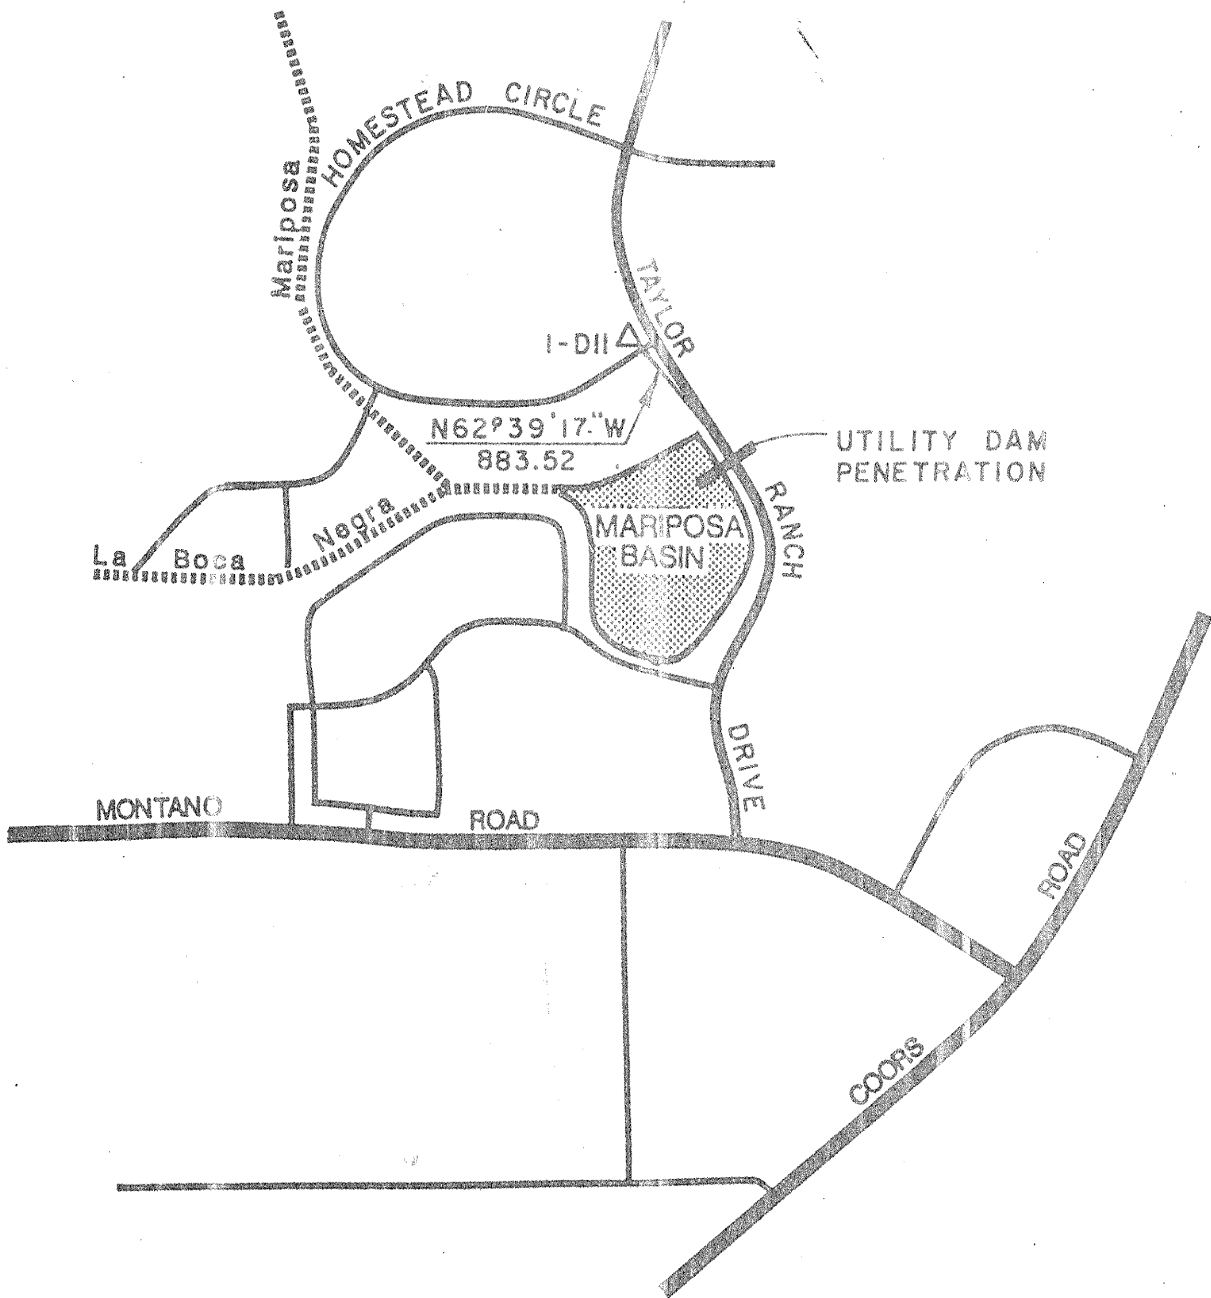 HOMESTEAD CIRCLE
Mariposa
TAYLOR
I-D11
N62°39'17."W
883.52
UTILITY DAM
PENETRATION
RANCH
MARIPOSA
BASIN
La Boca Negra
DRIVE
MONTANO ROAD
ROAD
COORS